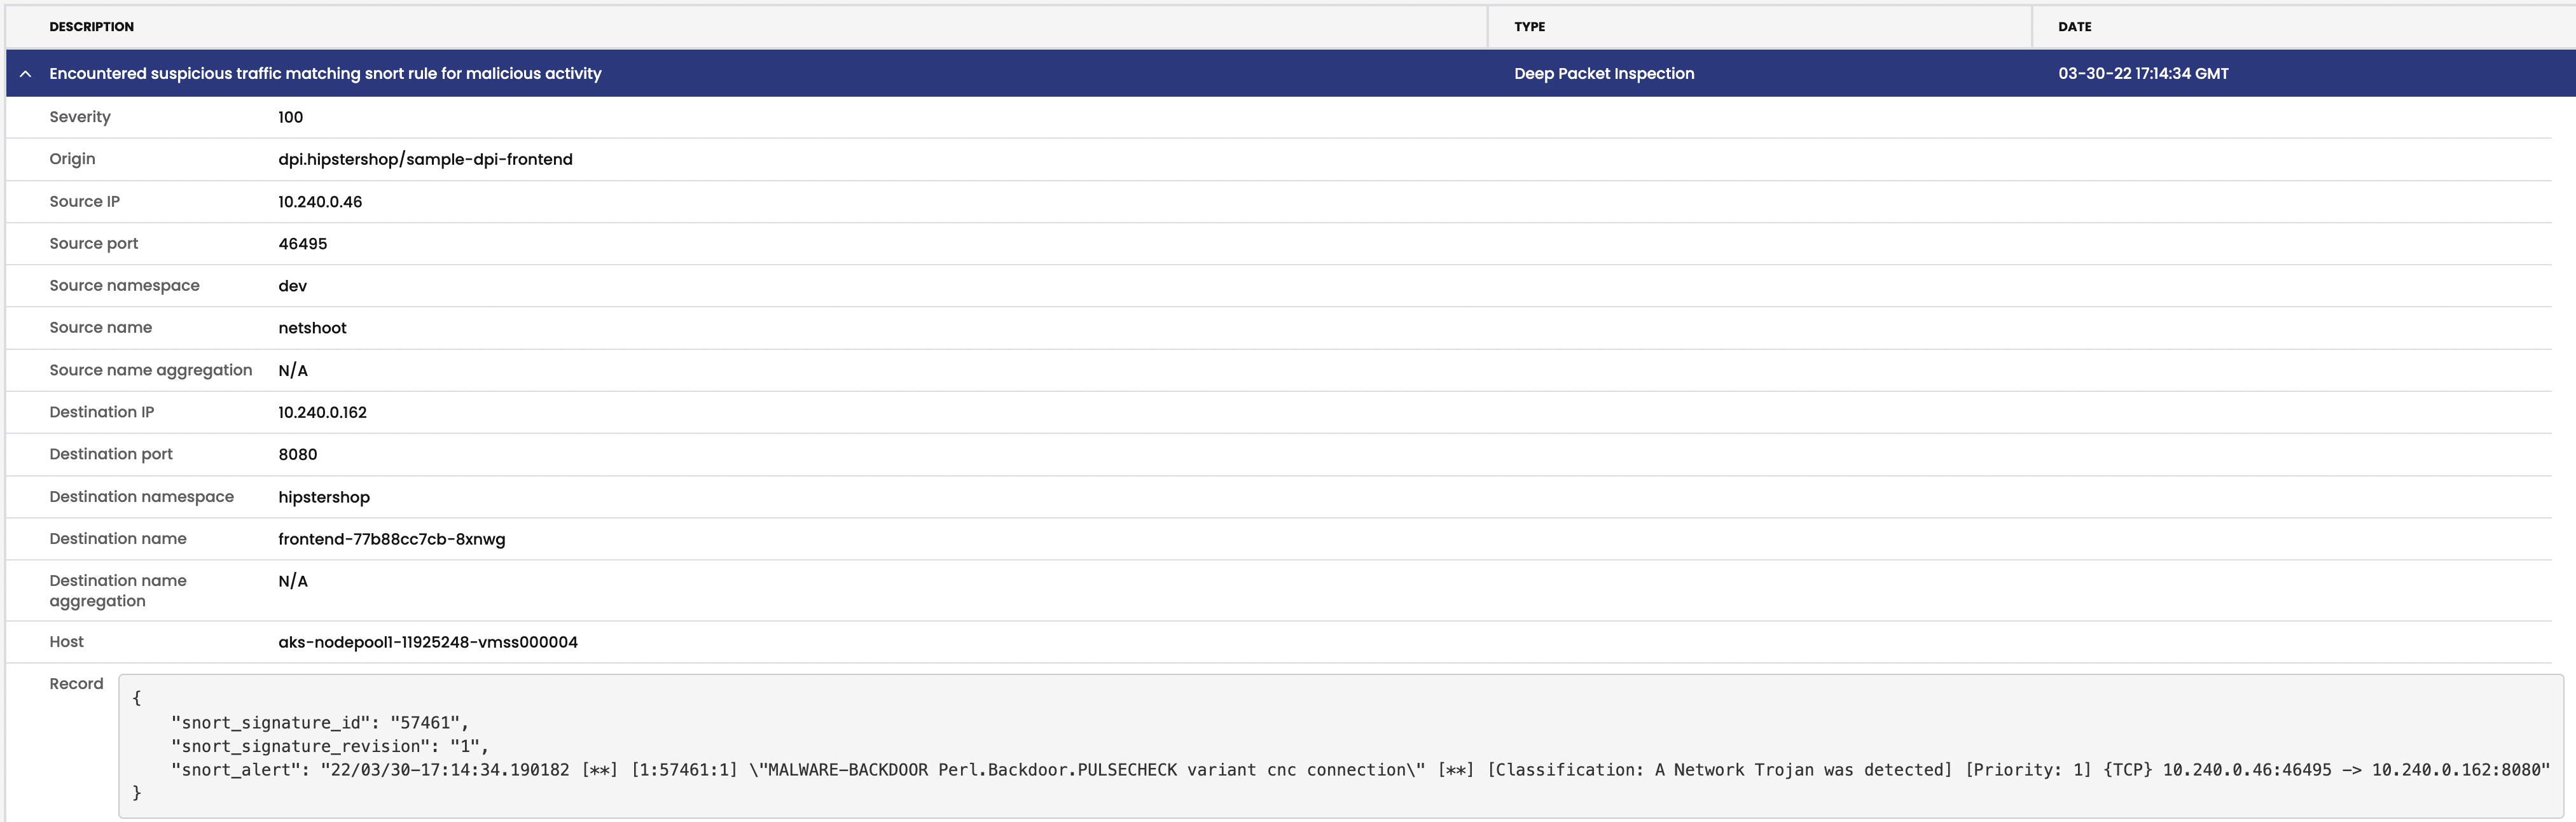 DESCRIPTION TYPE DATE
Encountered suspicious traffic matching snort rule for malicious activity Deep Packet Inspection 03-30-22 17:14:34 GMT
Severity 100
Origin dpi.hipstershop/sample-dpi-frontend
Source IP 10.240.0.46
Source port 46495
Source namespace dev
Source name netshoot
Source name aggregation N/A
Destination IP 10.240.0.162
Destination port 8080
Destination namespace hipstershop
Destination name frontend-77b88cc7cb-8xnwg
Destination name N/A
aggregation
Host aks-nodepool1-11925248-vmss000004
Record {
"snort_signature_id": "57461",
"snort_signature_revision": "1",
"snort_alert": "22/03/30-17:14:34.190182 [**] [1:57461:1] \"MALWARE-BACKDOOR Perl.Backdoor.PULSECHECK variant cnc connection\" [**] [Classification: A Network Trojan was detected] [Priority: 1] {TCP} 10.240.0.46:46495 -> 10.240.0.162:8080"
}